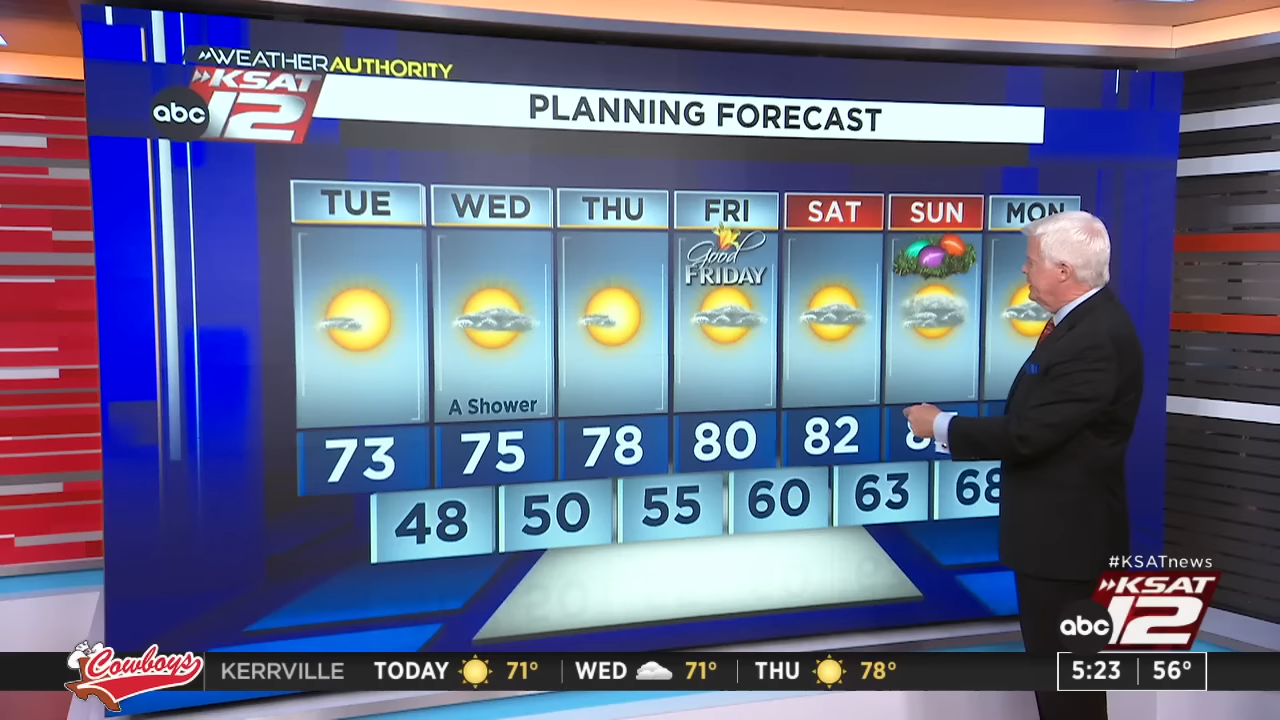 WEATHERAUTHORITY
KSAT
abc 12
PLANNING FORECAST
TUE WED THU FRI SAT SUN MON
Good
FRIDAY
A Shower
73 75 78 80 82
48 50 55 60 63 68
#KSATnews
KSAT
abc 12
Cowboys KERRVILLE TODAY 71° WED 71° THU 78° 5:23 56°